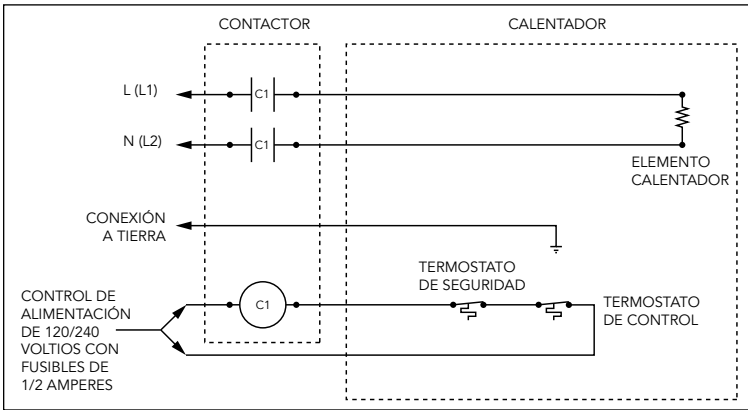 CONTACTOR
CALENTADOR
L (L1)
C1
N (L2)
C1
ELEMENTO
CALENTADOR
CONEXIÓN
A TIERRA
TERMOSTATO
DE SEGURIDAD
CONTROL DE
ALIMENTACIÓN
DE 120/240
VOLTIOS CON
FUSIBLES DE
1/2 AMPERES
C1
TERMOSTATO
DE CONTROL